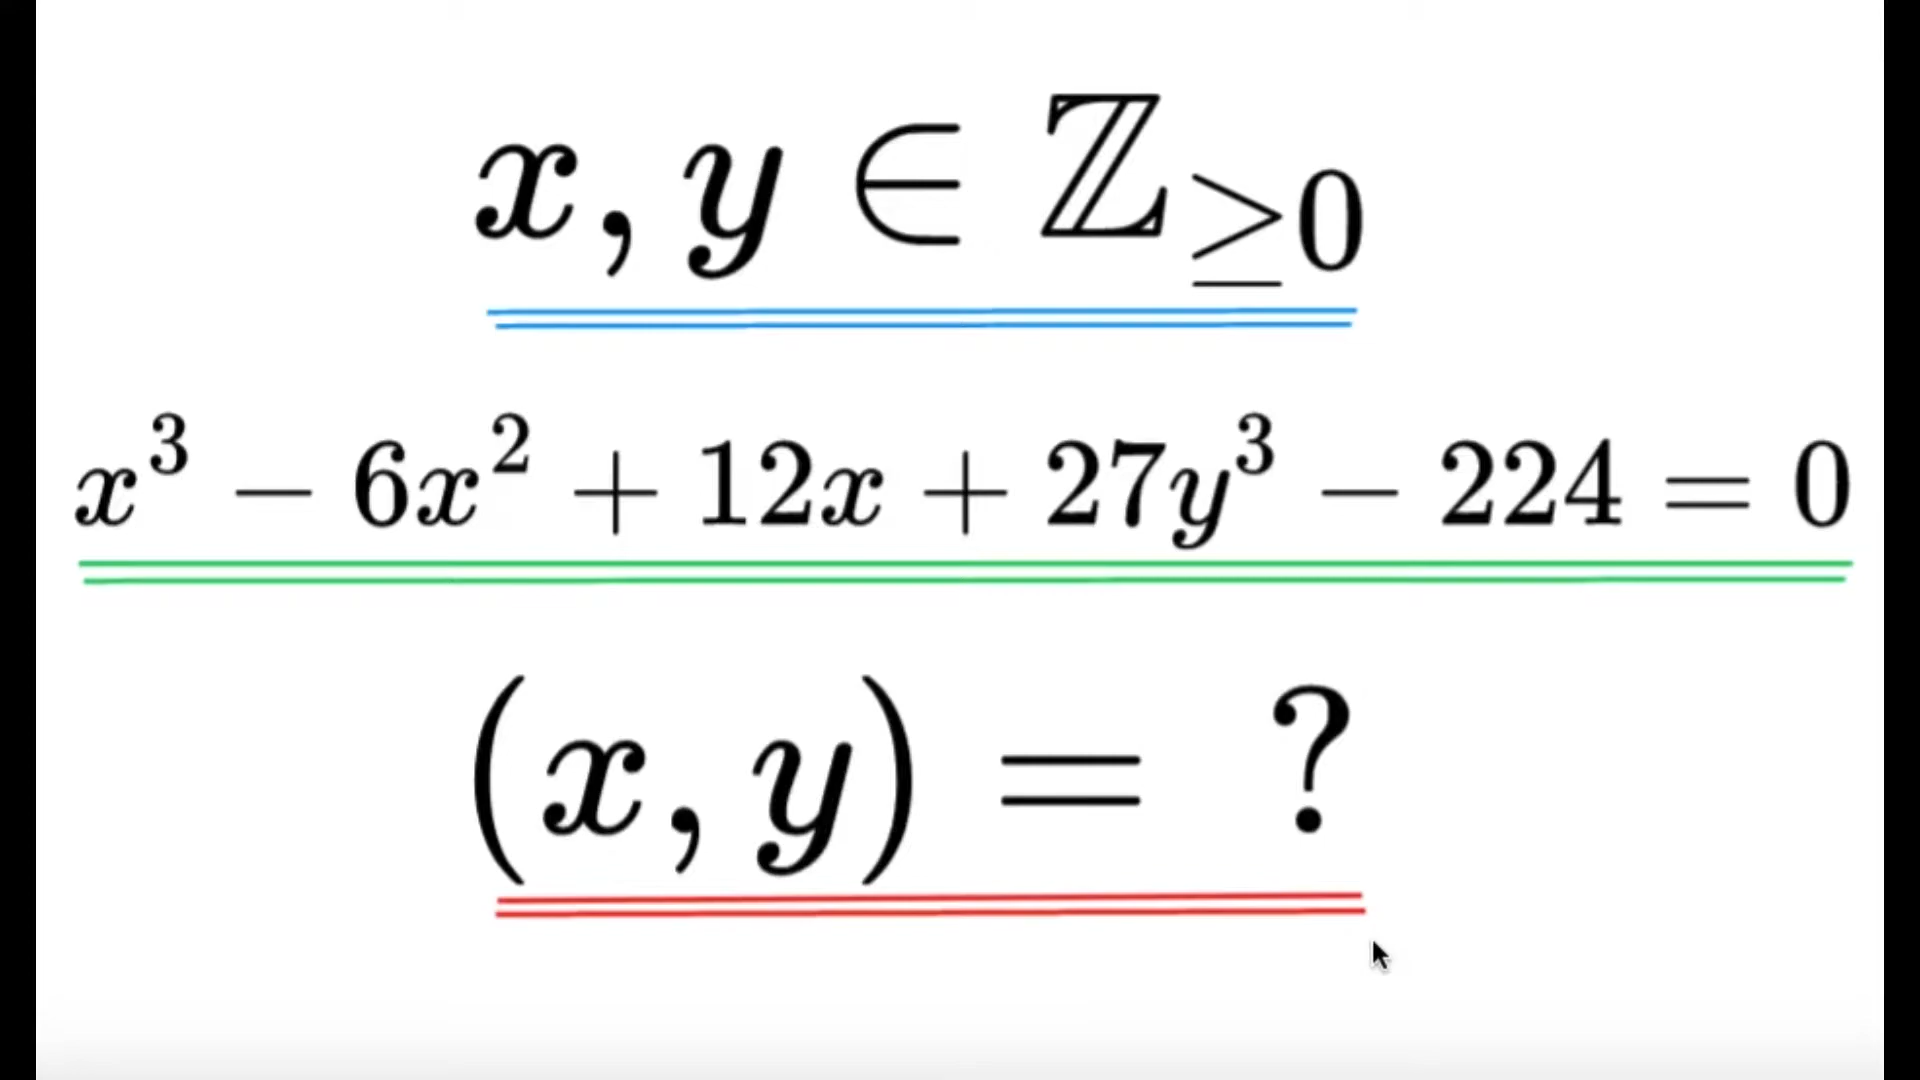 x, y ∈ ℤ≥0
x³ − 6x² + 12x + 27y³ − 224 = 0
(x, y) = ?